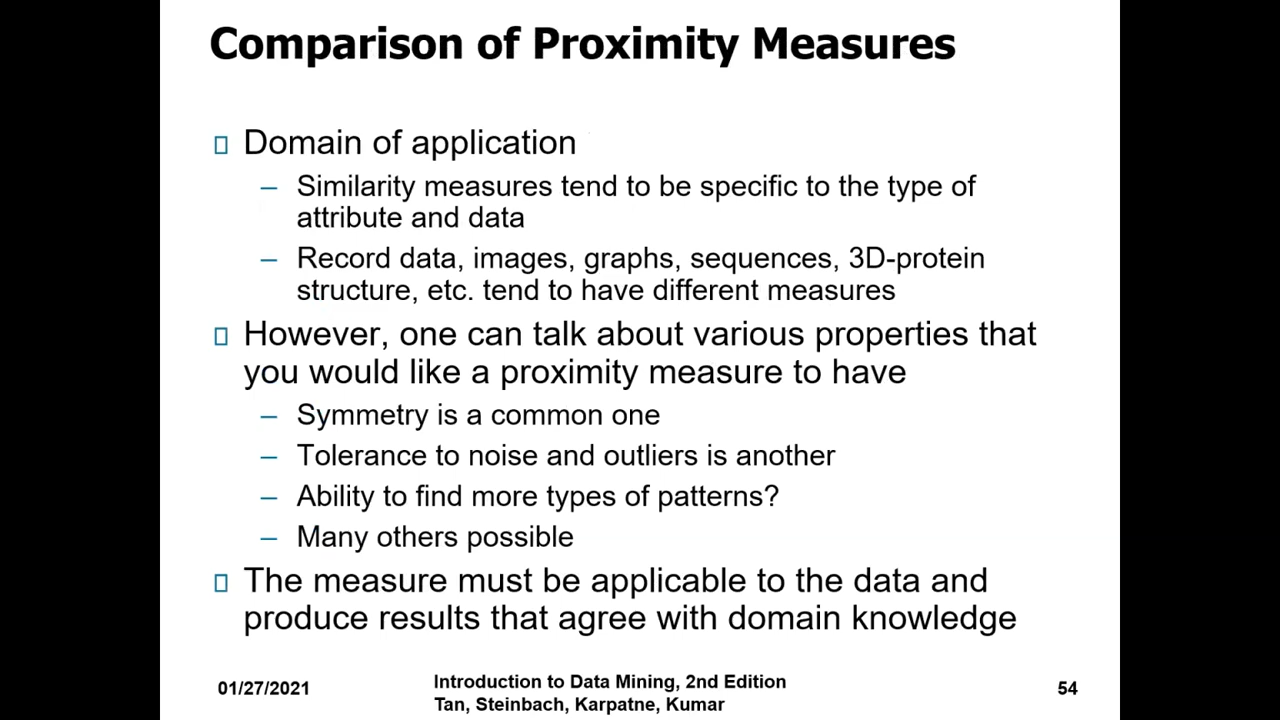 Comparison of Proximity Measures
Domain of application
– Similarity measures tend to be specific to the type of
attribute and data
– Record data, images, graphs, sequences, 3D-protein
structure, etc. tend to have different measures
However, one can talk about various properties that
you would like a proximity measure to have
– Symmetry is a common one
– Tolerance to noise and outliers is another
– Ability to find more types of patterns?
– Many others possible
The measure must be applicable to the data and
produce results that agree with domain knowledge
01/27/2021
Introduction to Data Mining, 2nd Edition
Tan, Steinbach, Karpatne, Kumar
54